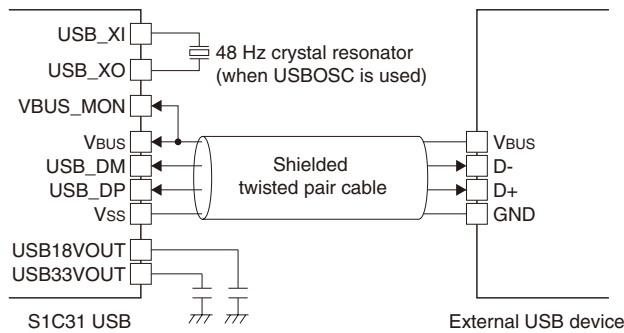 USB_XI
48 Hz crystal resonator
(when USBOSC is used)
USB_XO
VBUS_MON
VBUS
USB_DM
USB_DP
VSS
Shielded
twisted pair cable
VBUS
D-
D+
GND
USB18VOUT
USB33VOUT
S1C31 USB
External USB device